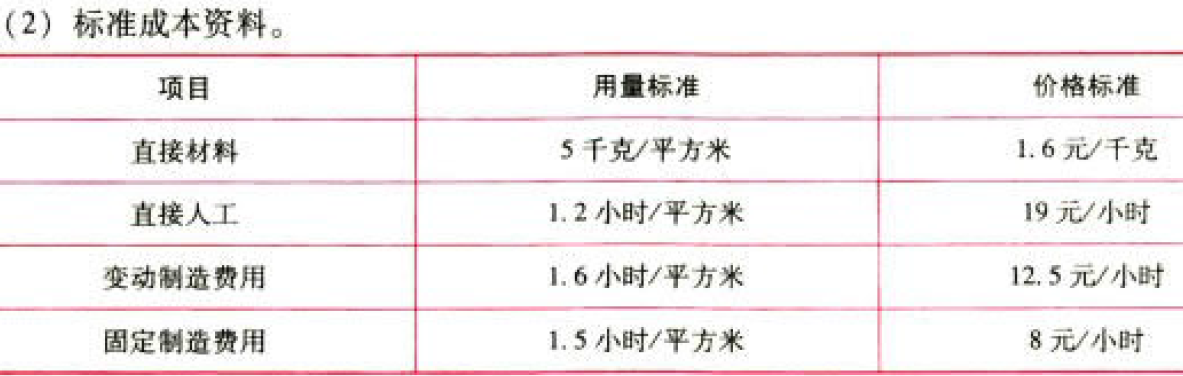 (2) 标准成本资料。
项目 用量标准 价格标准
直接材料 5千克/平方米 1.6元/千克
直接人工 1.2小时/平方米 19元/小时
变动制造费用 1.6小时/平方米 12.5元/小时
固定制造费用 1.5小时/平方米 8元/小时